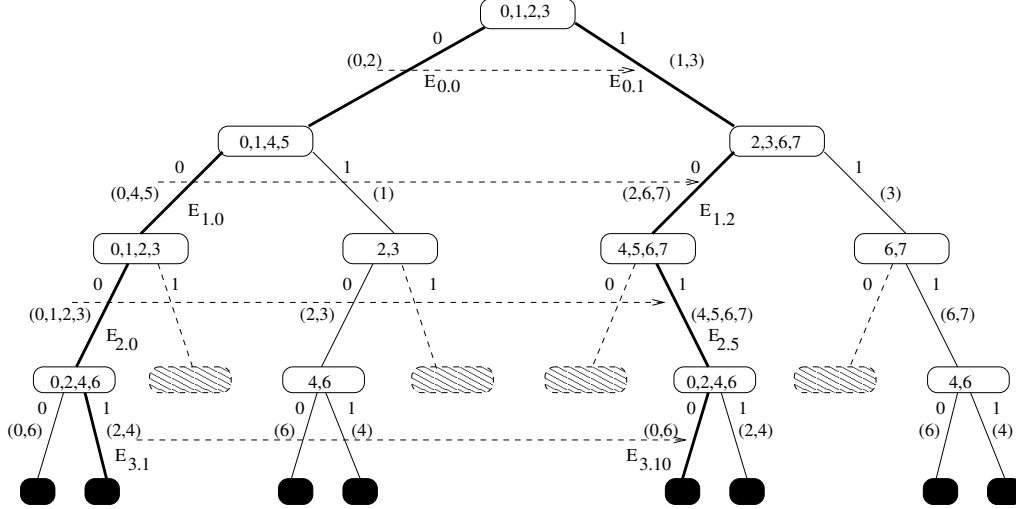 0,1,2,3
0 1
(0,2) (1,3)
E0.0 E0.1
0,1,4,5 2,3,6,7
0 1 0 1
(0,4,5) (1) (2,6,7) (3)
E1.0 E1.2
0,1,2,3 2,3 4,5,6,7 6,7
0 1 0 1 0 1 0 1
(0,1,2,3) (2,3) (4,5,6,7) (6,7)
E2.0 E2.5
0,2,4,6 4,6 0,2,4,6 4,6
0 1 0 1 0 1 0 1
(0,6) (2,4) (6) (4) (0,6) (2,4) (6) (4)
E3.1 E3.10